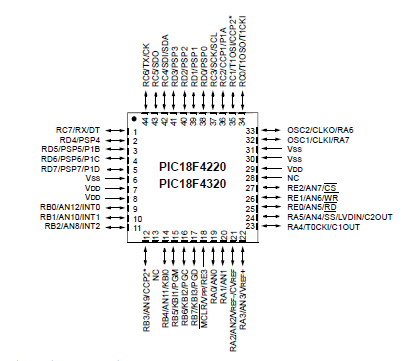 RC6/TX/CK
RC5/SDO
RC4/SDI/SDA
RD3/PSP3
RD2/PSP2
RD1/PSP1
RD0/PSP0
RC3/SCK/SCL
RC2/CCP1/P1A
RC1/T1OSI/CCP2*
RC0/T1OSO/T1CKI
44
43
42
41
40
39
38
37
36
35
34
RC7/RX/DT 1
RD4/PSP4 2
RD5/PSP5/P1B 3
RD6/PSP6/P1C 4
RD7/PSP7/P1D 5
VSS 6
VDD 7
VDD 8
RB0/AN12/INT0 9
RB1/AN10/INT1 10
RB2/AN8/INT2 11
PIC18F4220
PIC18F4320
33 OSC2/CLKO/RA6
32 OSC1/CLKI/RA7
31 VSS
30 VSS
29 VDD
28 NC
27 RE2/AN7/CS
26 RE1/AN6/WR
25 RE0/AN5/RD
24 RA5/AN4/SS/LVDIN/C2OUT
23 RA4/T0CKI/C1OUT
12
13
14
15
16
17
18
19
20
21
22
RB3/AN9/CCP2*
NC
RB4/AN11/KBI0
RB5/KBI1/PGM
RB6/KBI2/PGC
RB7/KBI3/PGD
MCLR/VPP/RE3
RA0/AN0
RA1/AN1
RA2/AN2/VREF-/CVREF
RA3/AN3/VREF+